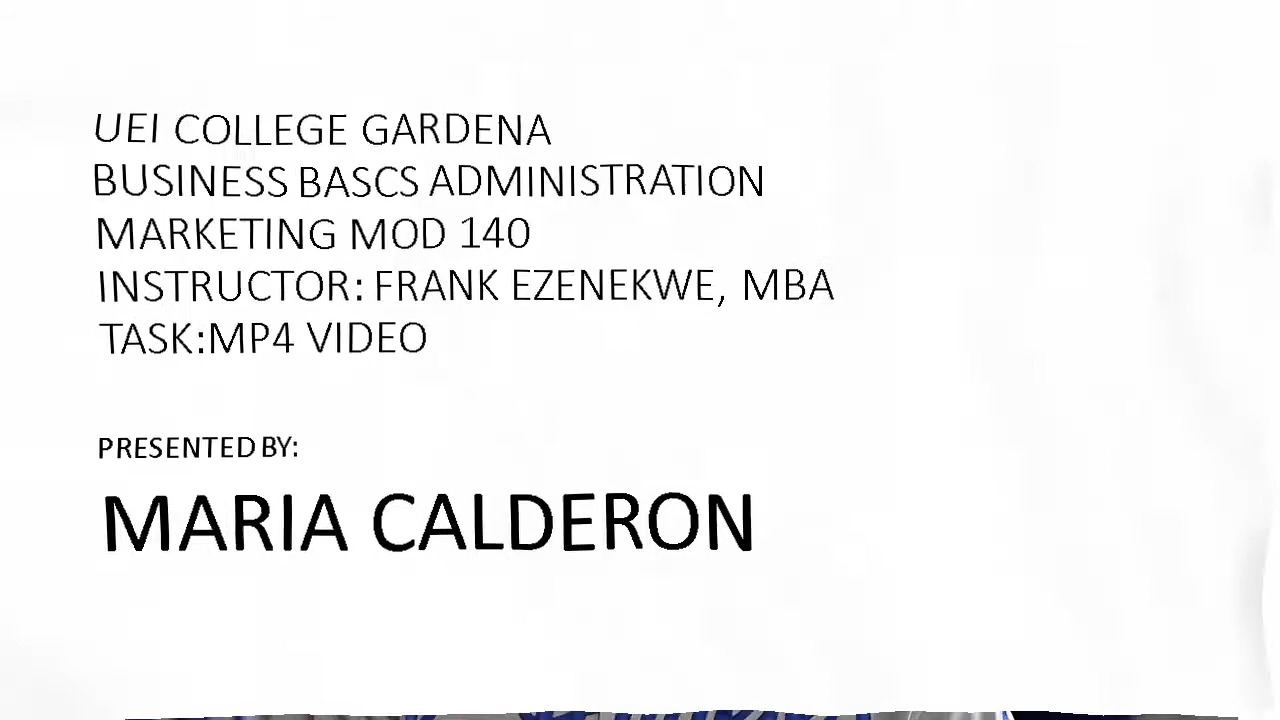 UEI COLLEGE GARDENA
BUSINESS BASCS ADMINISTRATION
MARKETING MOD 140
INSTRUCTOR: FRANK EZENEKWE, MBA
TASK:MP4 VIDEO
PRESENTED BY:
MARIA CALDERON